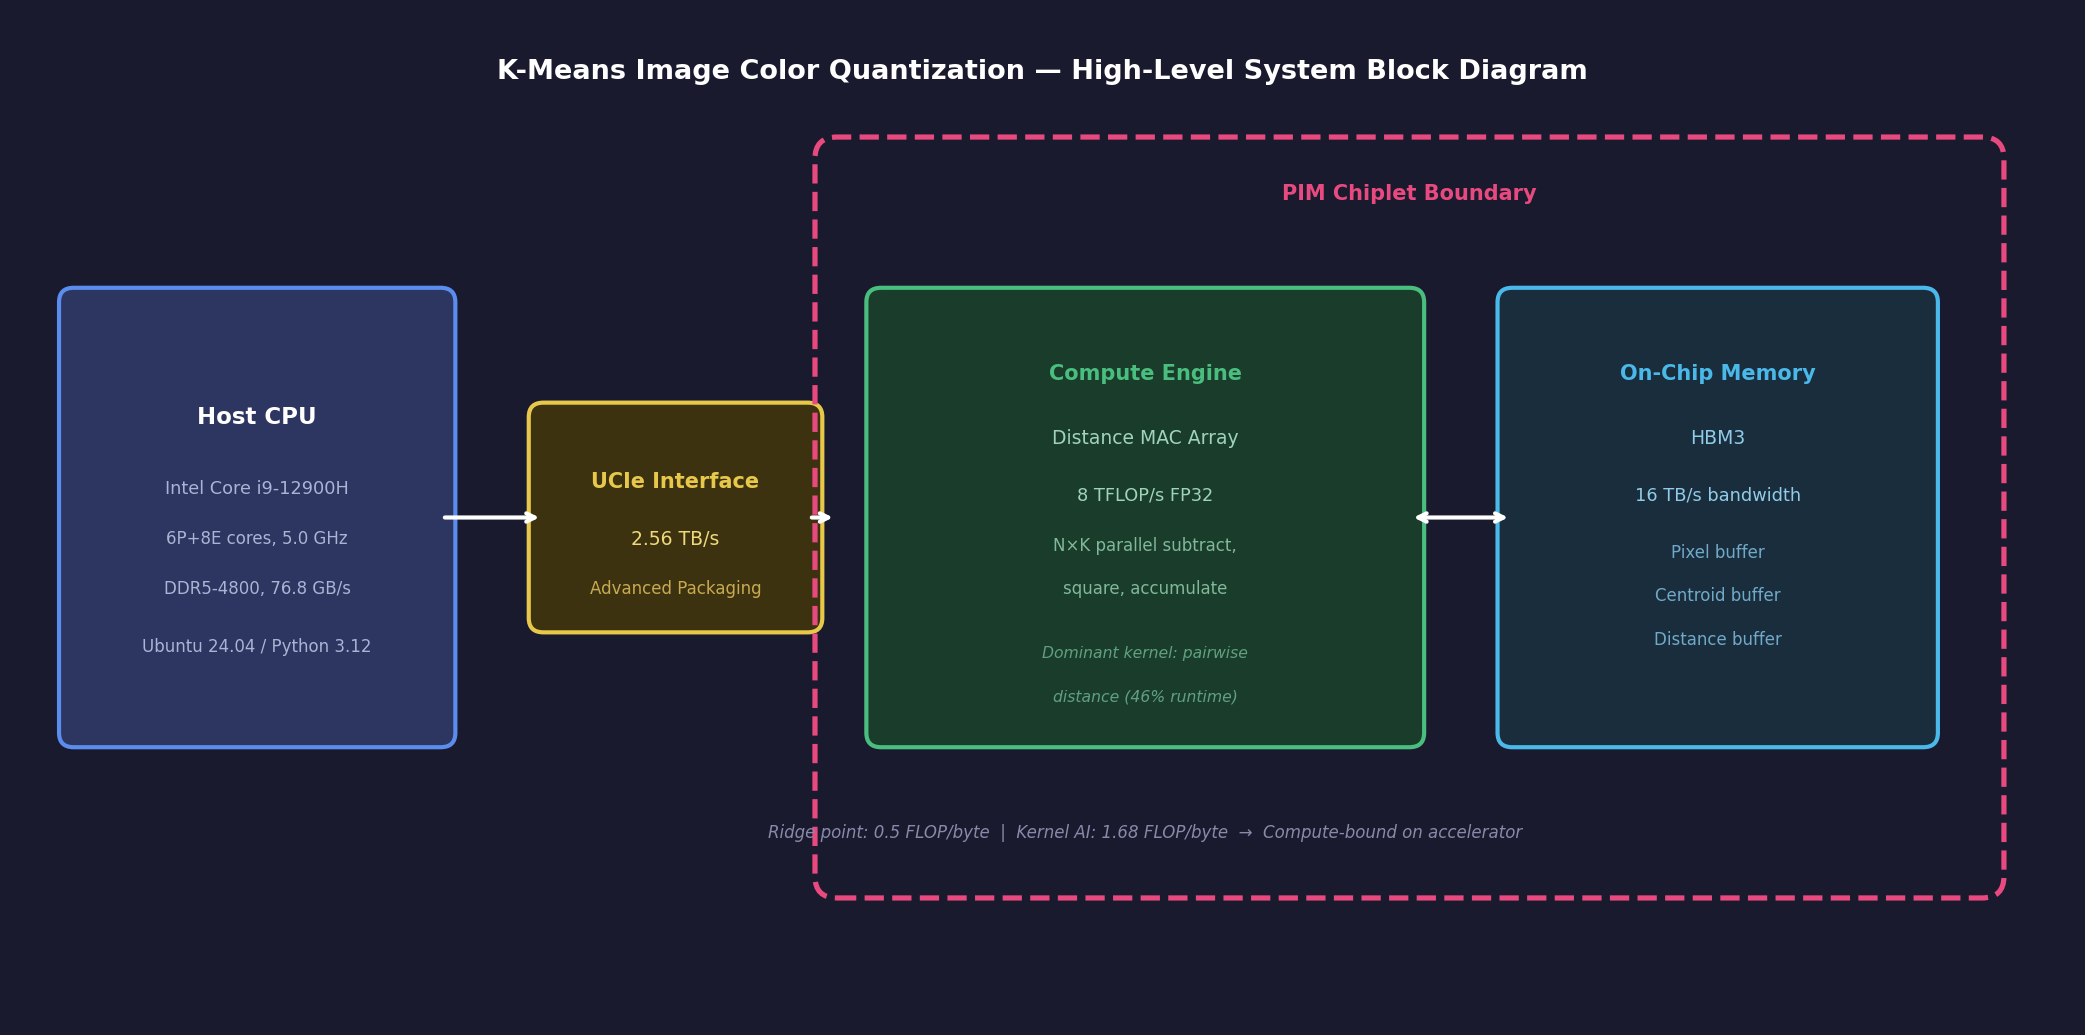 K-Means Image Color Quantization — High-Level System Block Diagram
PIM Chiplet Boundary
Host CPU
Intel Core i9-12900H
6P+8E cores, 5.0 GHz
DDR5-4800, 76.8 GB/s
Ubuntu 24.04 / Python 3.12
UCIe Interface
2.56 TB/s
Advanced Packaging
Compute Engine
Distance MAC Array
8 TFLOP/s FP32
N×K parallel subtract,
square, accumulate
Dominant kernel: pairwise
distance (46% runtime)
On-Chip Memory
HBM3
16 TB/s bandwidth
Pixel buffer
Centroid buffer
Distance buffer
Ridge point: 0.5 FLOP/byte | Kernel AI: 1.68 FLOP/byte → Compute-bound on accelerator